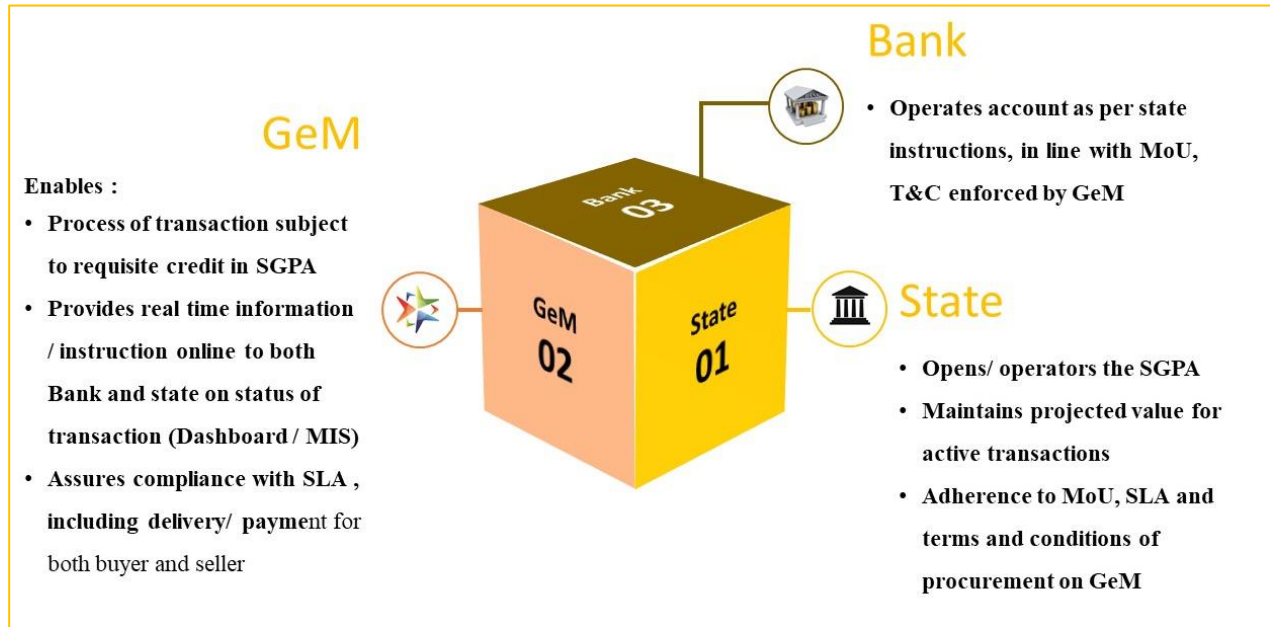 GeM
Enables :
• Process of transaction subject
to requisite credit in SGPA
• Provides real time information
/ instruction online to both
Bank and state on status of
transaction (Dashboard / MIS)
• Assures compliance with SLA ,
including delivery/ payment for
both buyer and seller
Bank
03
GeM
02
State
01
Bank
• Operates account as per state
instructions, in line with MoU,
T&C enforced by GeM
State
• Opens/ operators the SGPA
• Maintains projected value for
active transactions
• Adherence to MoU, SLA and
terms and conditions of
procurement on GeM